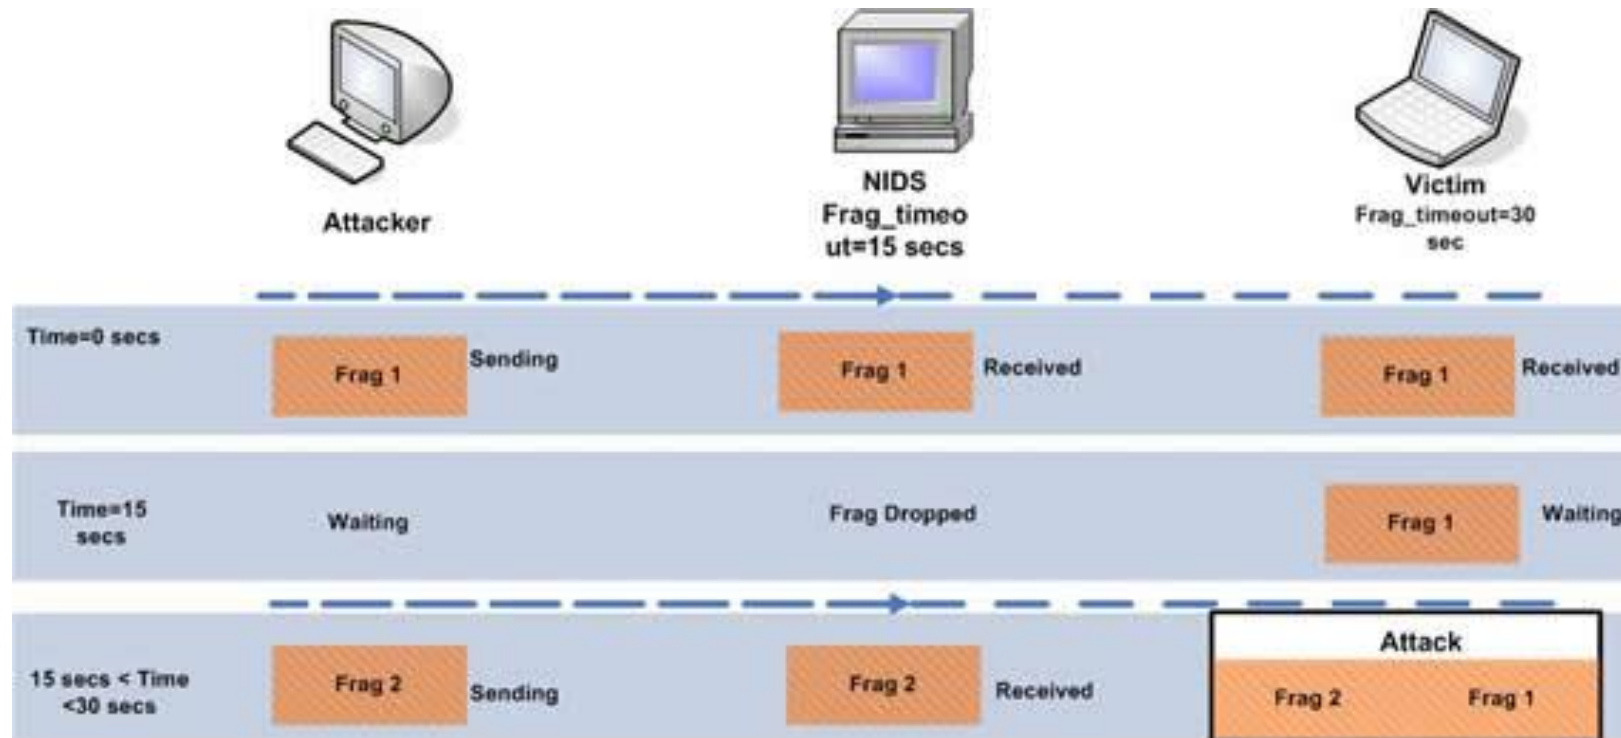 Attacker
NIDS
Frag_timeo
ut=15 secs
Victim
Frag_timeout=30
sec
Time=0 secs
Frag 1
Sending
Frag 1
Received
Frag 1
Received
Time=15
secs
Waiting
Frag Dropped
Frag 1
Waiting
15 secs < Time
<30 secs
Frag 2
Sending
Frag 2
Received
Attack
Frag 2
Frag 1